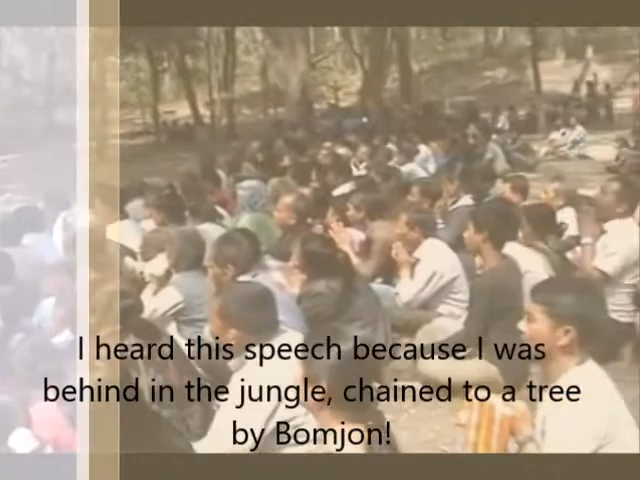 I heard this speech because I was
behind in the jungle, chained to a tree
by Bomjon!